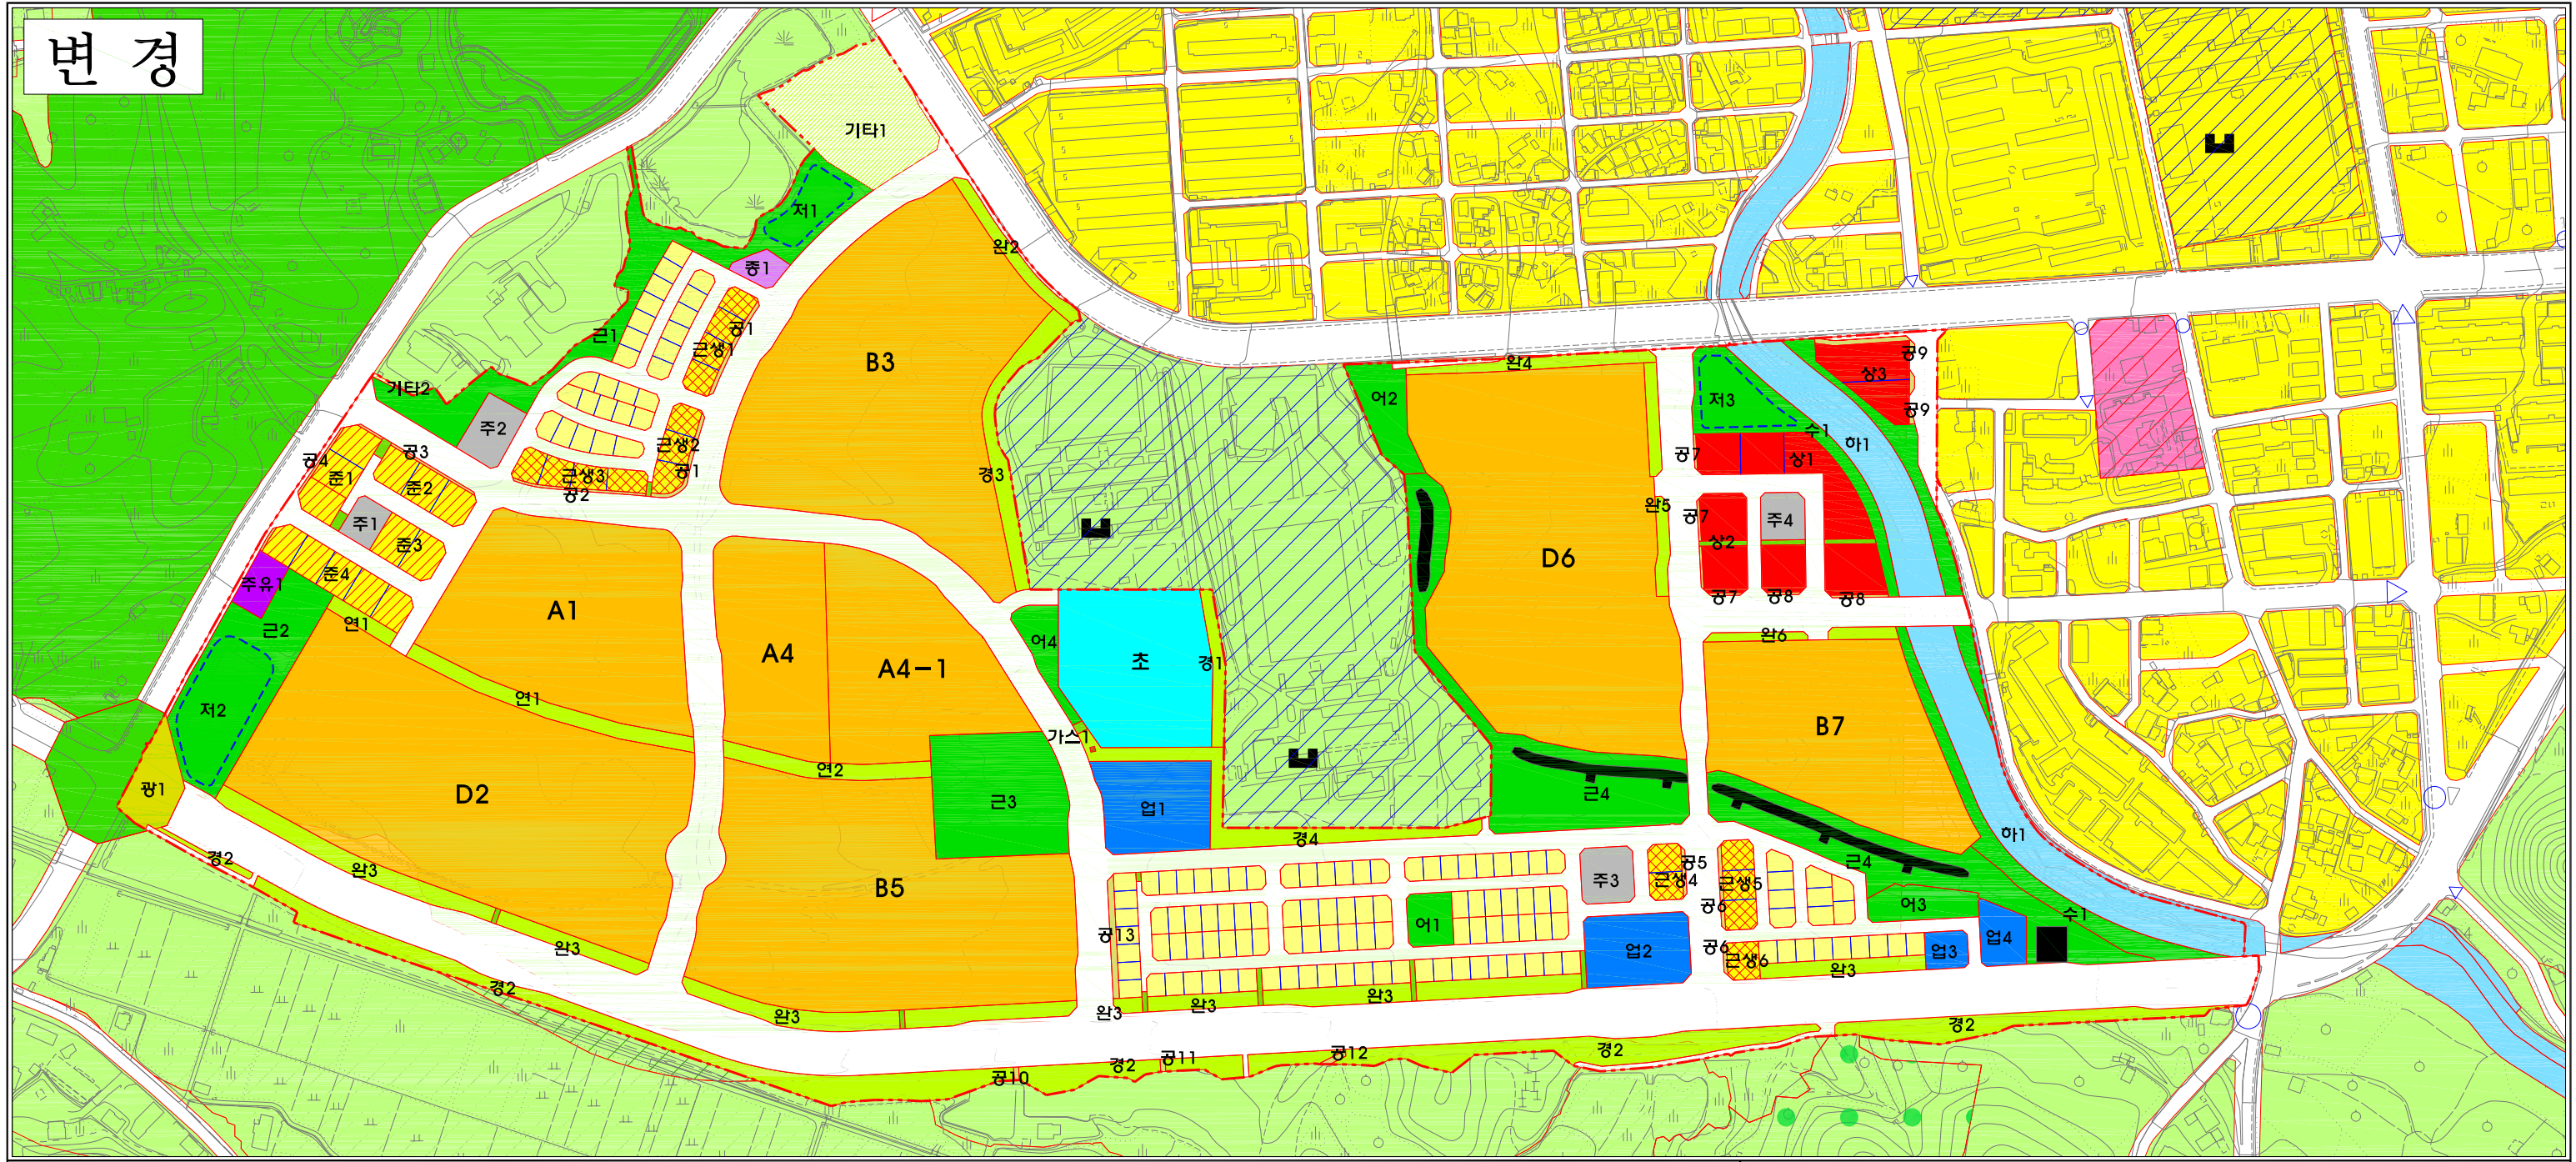 변 경
기타1
저1
완2
종1
공1
근1
근생1
B3
완4
공9
상3
기타2
어2
저3
공9
주2
수1
하1
근생2
공3
공7
상1
공4
공1
경3
준1
근생3
준2
공2
완5
공7
주4
주1
상2
준3
D6
준4
주유1
공7
공8
공8
A1
근2
연1
완6
어4
A4
초
경1
A4-1
연1
저2
B7
가스1
연2
광1
D2
근3
업1
근4
하1
경4
경2
완3
공5
근4
주3
근생4
근생5
B5
어3
공6
수1
어1
공13
업4
완3
공6
업2
업3
근생6
완3
경2
완3
완3
완3
완3
경2
공12
경2
공11
경2
공10